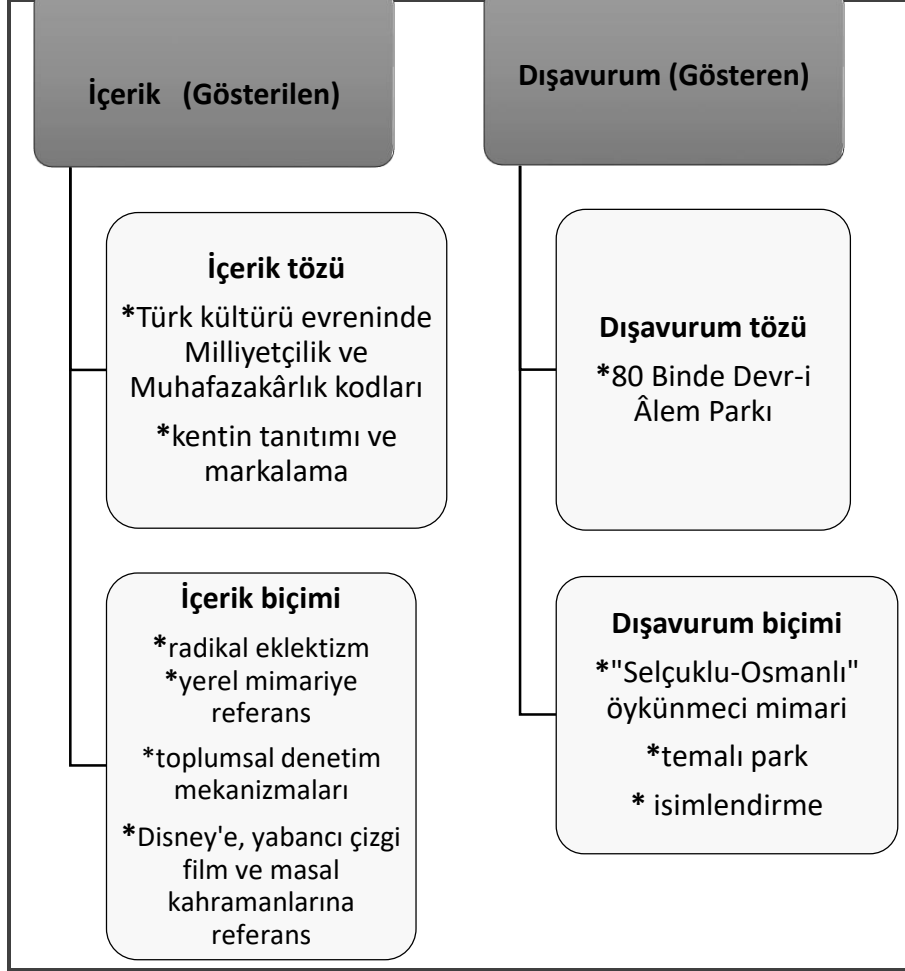 İçerik (Gösterilen)
İçerik tözü
*Türk kültürü evreninde
Milliyetçilik ve
Muhafazakârlık kodları
*kentin tanıtımı ve
markalama
İçerik biçimi
*radikal eklektizm
*yerel mimariye
referans
*toplumsal denetim
mekanizmaları
*Disney'e, yabancı çizgi
film ve masal
kahramanlarına
referans
Dışavurum (Gösteren)
Dışavurum tözü
*80 Binde Devr-i
Âlem Parkı
Dışavurum biçimi
*"Selçuklu-Osmanlı"
öykünmeci mimari
*temalı park
* isimlendirme